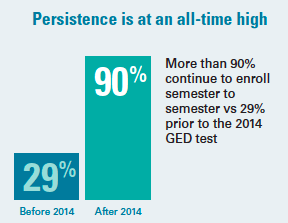 Persistence is at an all-time high
90%
More than 90%
continue to enroll
semester to
semester vs 29%
prior to the 2014
GED test
29%
Before 2014
After 2014